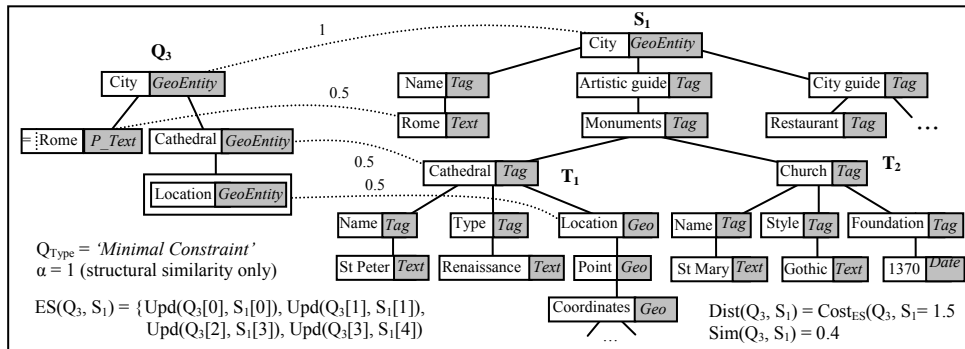 S1
1
Q3
City GeoEntity
City GeoEntity
Name Tag
Artistic guide Tag
City guide Tag
0.5
= Rome P_Text
Cathedral GeoEntity
Rome Text
Monuments Tag
Restaurant Tag
...
0.5
0.5
Location GeoEntity
Cathedral Tag
T1
Church Tag
T2
Name Tag
Type Tag
Location Geo
Name Tag
Style Tag
Foundation Tag
St Peter Text
Renaissance Text
Point Geo
St Mary Text
Gothic Text
1370 Date
Coordinates Geo
...
QType = ‘Minimal Constraint’
α = 1 (structural similarity only)
ES(Q3, S1) = {Upd(Q3[0], S1[0]), Upd(Q3[1], S1[1]),
Upd(Q3[2], S1[3]), Upd(Q3[3], S1[4])
Dist(Q3, S1) = CostES(Q3, S1= 1.5
Sim(Q3, S1) = 0.4